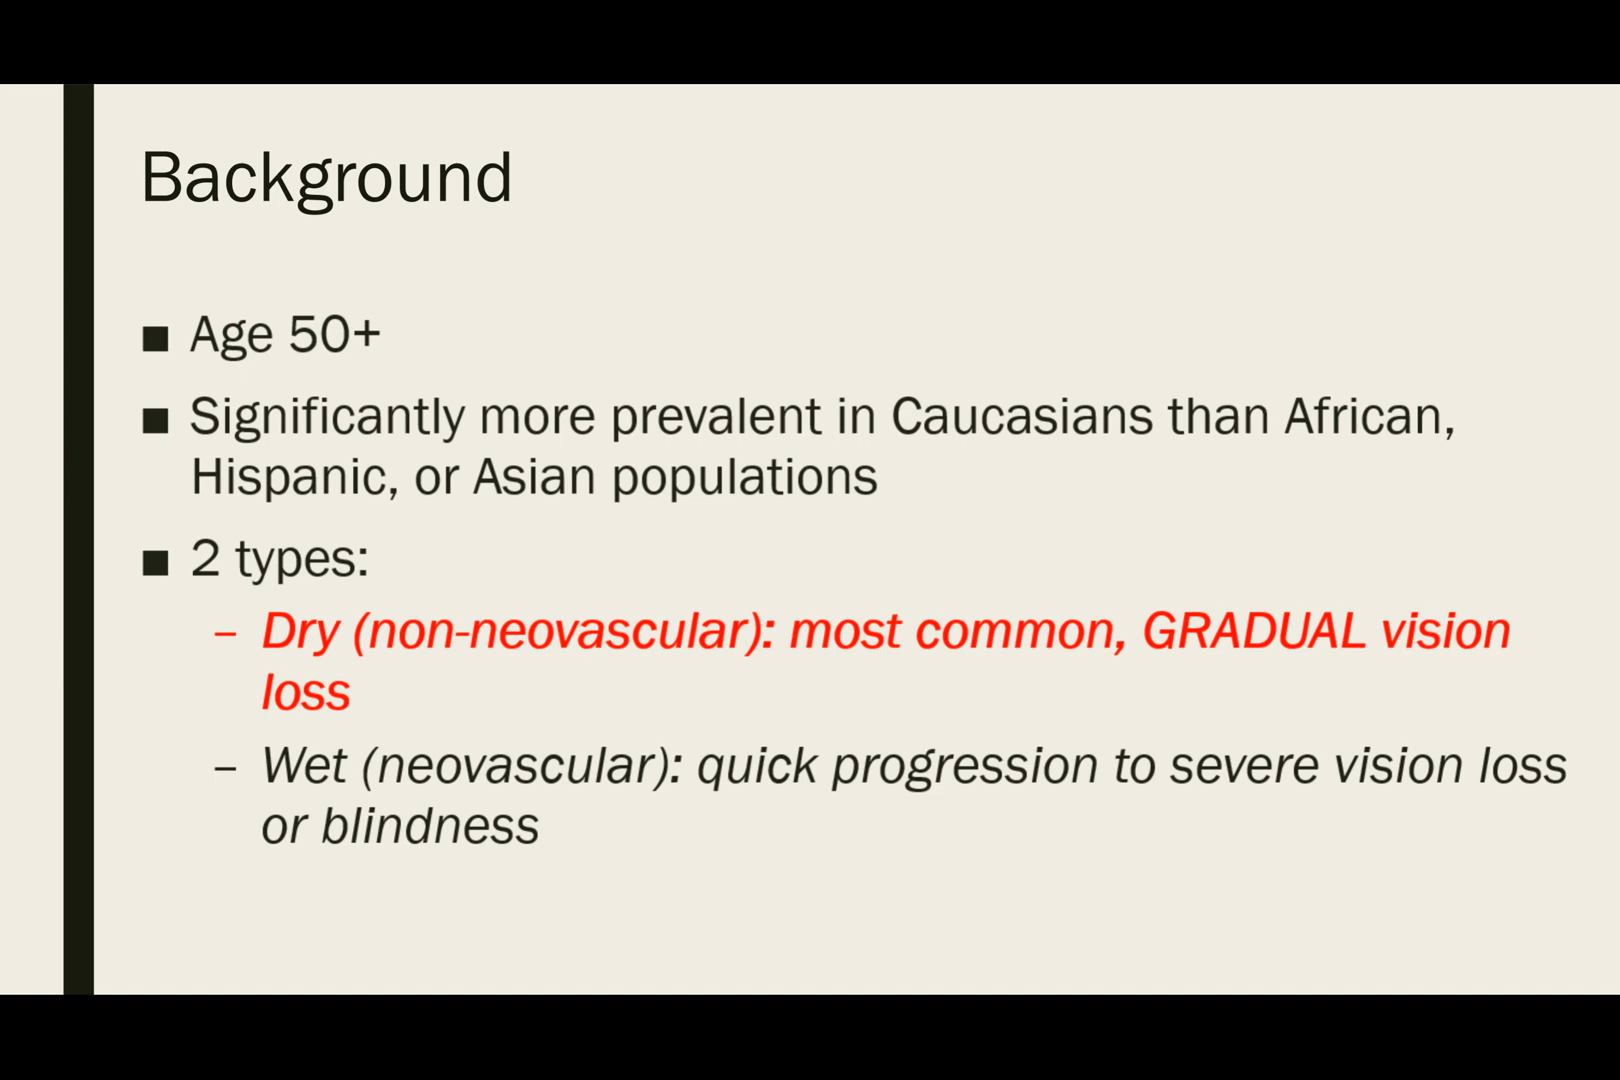 Background
■ Age 50+
■ Significantly more prevalent in Caucasians than African,
Hispanic, or Asian populations
■ 2 types:
– Dry (non-neovascular): most common, GRADUAL vision
loss
– Wet (neovascular): quick progression to severe vision loss
or blindness